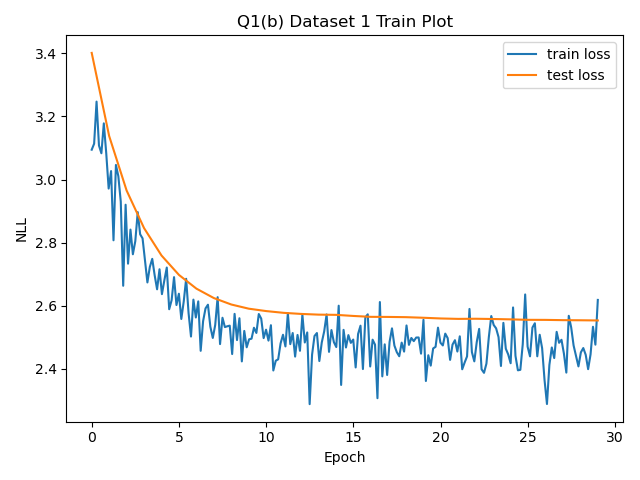 Q1(b) Dataset 1 Train Plot
train loss
test loss
3.4
3.2
3.0
2.8
2.6
2.4
NLL
0 5 10 15 20 25 30
Epoch